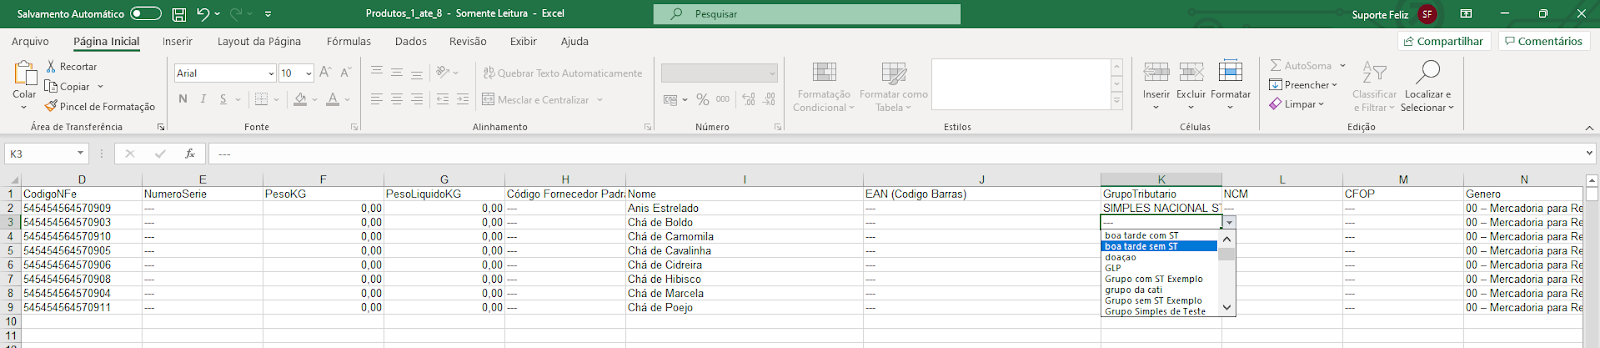 Salvamento Automático
Produtos_1_ate_8 - Somente Leitura - Excel
Pesquisar
Suporte Feliz
SF
Arquivo Página Inicial Inserir Layout da Página Fórmulas Dados Revisão Exibir Ajuda
Compartilhar
Comentários
Colar
Recortar
Copiar
Pincel de Formatação
Área de Transferência
Arial 10
N I S
Fonte
Quebrar Texto Automaticamente
Mesclar e Centralizar
Alinhamento
% 000
Número
Formatação Condicional
Formatar como Tabela
Estilos
Inserir Excluir Formatar
Células
AutoSoma
Preencher
Limpar
Classificar e Filtrar
Localizar e Selecionar
Edição
K3 fx ---
D E F G H I J K L M N
1 CodigoNFe NumeroSerie PesoKG PesoLiquidoKG Código Fornecedor Padr Nome EAN (Codigo Barras) GrupoTributario NCM CFOP Genero
2 545454564570909 --- 0,00 0,00 --- Anis Estrelado --- SIMPLES NACIONAL ST --- --- 00 – Mercadoria para Re
3 545454564570903 --- 0,00 0,00 --- Chá de Boldo --- --- --- 00 – Mercadoria para Re
4 545454564570910 --- 0,00 0,00 --- Chá de Camomila --- --- 00 – Mercadoria para Re
5 545454564570905 --- 0,00 0,00 --- Chá de Cavalinha --- --- 00 – Mercadoria para Re
6 545454564570906 --- 0,00 0,00 --- Chá de Cidreira --- --- 00 – Mercadoria para Re
7 545454564570908 --- 0,00 0,00 --- Chá de Hibisco --- --- 00 – Mercadoria para Re
8 545454564570904 --- 0,00 0,00 --- Chá de Marcela --- --- 00 – Mercadoria para Re
9 545454564570911 --- 0,00 0,00 --- Chá de Poejo --- --- 00 – Mercadoria para Re
10
11
boa tarde com ST
boa tarde sem ST
doaçao
GLP
Grupo com ST Exemplo
grupo da cati
Grupo sem ST Exemplo
Grupo Simples de Teste